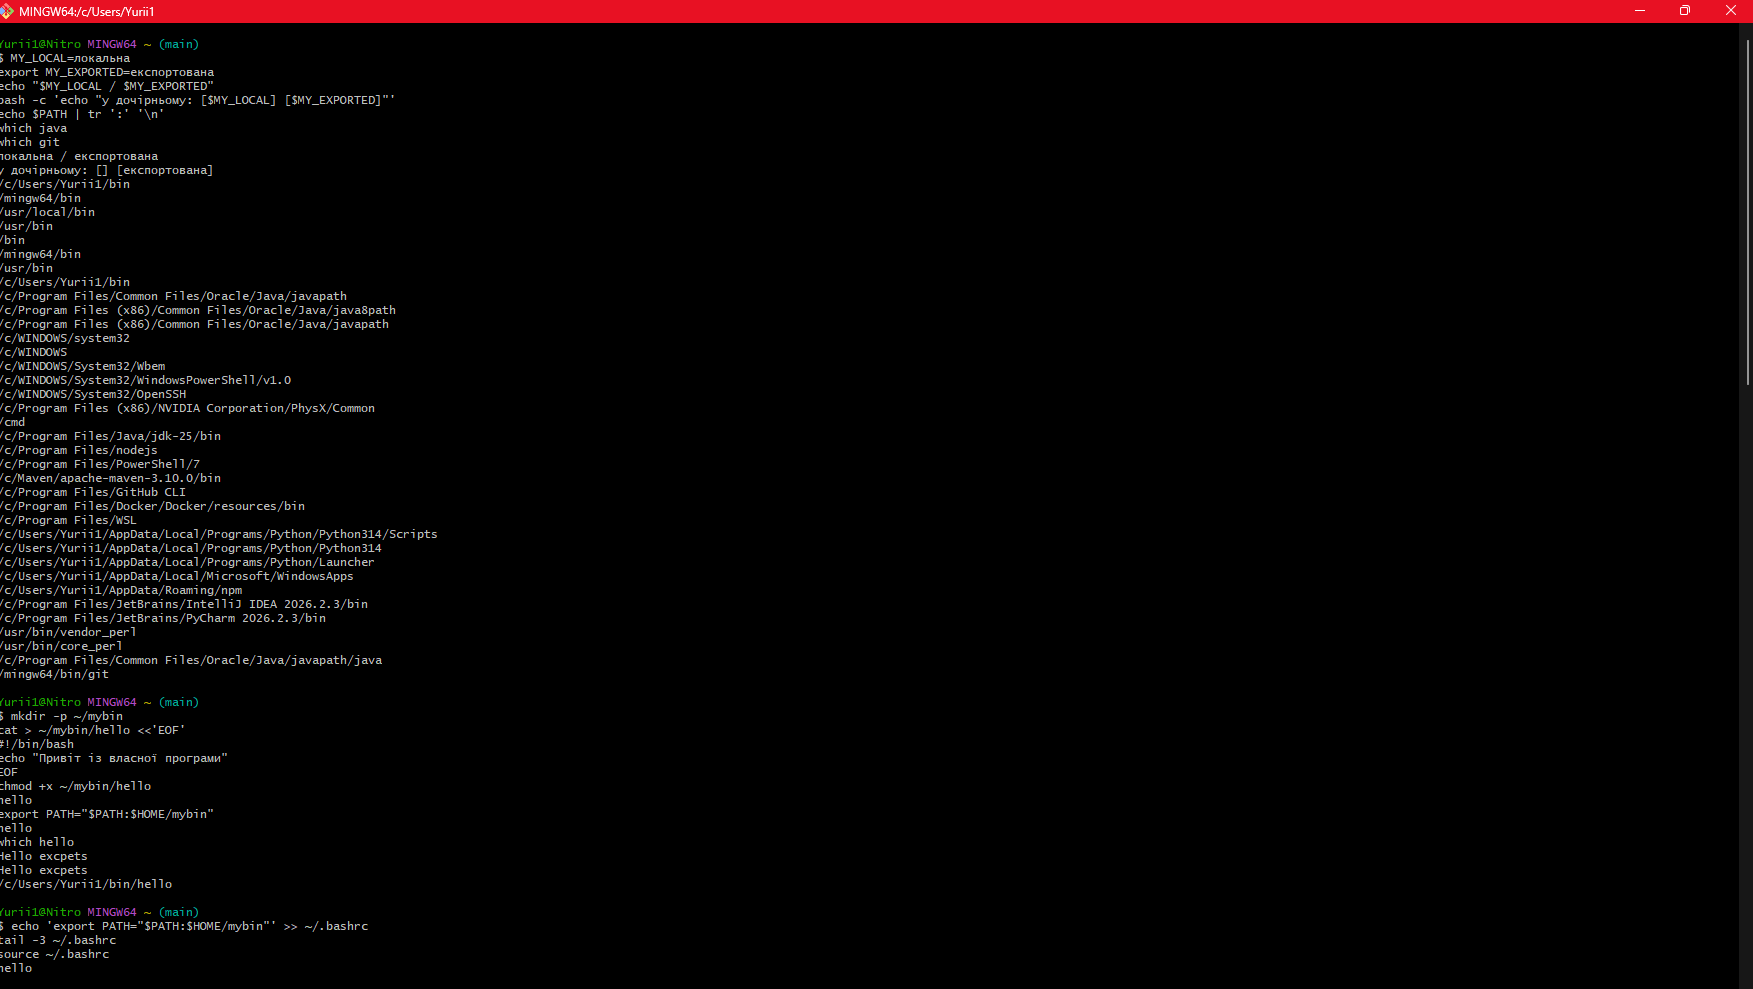 MINGW64:/c/Users/Yurii1
Yurii1@Nitro MINGW64 ~ (main)
$ MY_LOCAL=локальна
export MY_EXPORTED=експортована
echo "$MY_LOCAL / $MY_EXPORTED"
bash -c 'echo "у дочірньому: [$MY_LOCAL] [$MY_EXPORTED]"'
echo $PATH | tr ':' '\n'
which java
which git
локальна / експортована
у дочірньому: [] [експортована]
/c/Users/Yurii1/bin
/mingw64/bin
/usr/local/bin
/usr/bin
/bin
/mingw64/bin
/usr/bin
/c/Users/Yurii1/bin
/c/Program Files/Common Files/Oracle/Java/javapath
/c/Program Files (x86)/Common Files/Oracle/Java/java8path
/c/Program Files (x86)/Common Files/Oracle/Java/javapath
/c/WINDOWS/system32
/c/WINDOWS
/c/WINDOWS/System32/Wbem
/c/WINDOWS/System32/WindowsPowerShell/v1.0
/c/WINDOWS/System32/OpenSSH
/c/Program Files (x86)/NVIDIA Corporation/PhysX/Common
/cmd
/c/Program Files/Java/jdk-25/bin
/c/Program Files/nodejs
/c/Program Files/PowerShell/7
/c/Maven/apache-maven-3.10.0/bin
/c/Program Files/GitHub CLI
/c/Program Files/Docker/Docker/resources/bin
/c/Program Files/WSL
/c/Users/Yurii1/AppData/Local/Programs/Python/Python314/Scripts
/c/Users/Yurii1/AppData/Local/Programs/Python/Python314
/c/Users/Yurii1/AppData/Local/Programs/Python/Launcher
/c/Users/Yurii1/AppData/Local/Microsoft/WindowsApps
/c/Users/Yurii1/AppData/Roaming/npm
/c/Program Files/JetBrains/IntelliJ IDEA 2026.2.3/bin
/c/Program Files/JetBrains/PyCharm 2026.2.3/bin
/usr/bin/vendor_perl
/usr/bin/core_perl
/c/Program Files/Common Files/Oracle/Java/javapath/java
/mingw64/bin/git
Yurii1@Nitro MINGW64 ~ (main)
$ mkdir -p ~/mybin
cat > ~/mybin/hello <<'EOF'
#!/bin/bash
echo "Привіт із власної програми"
EOF
chmod +x ~/mybin/hello
hello
export PATH="$PATH:$HOME/mybin"
hello
which hello
Hello excpets
Hello excpets
/c/Users/Yurii1/bin/hello
Yurii1@Nitro MINGW64 ~ (main)
$ echo 'export PATH="$PATH:$HOME/mybin"' >> ~/.bashrc
tail -3 ~/.bashrc
source ~/.bashrc
hello